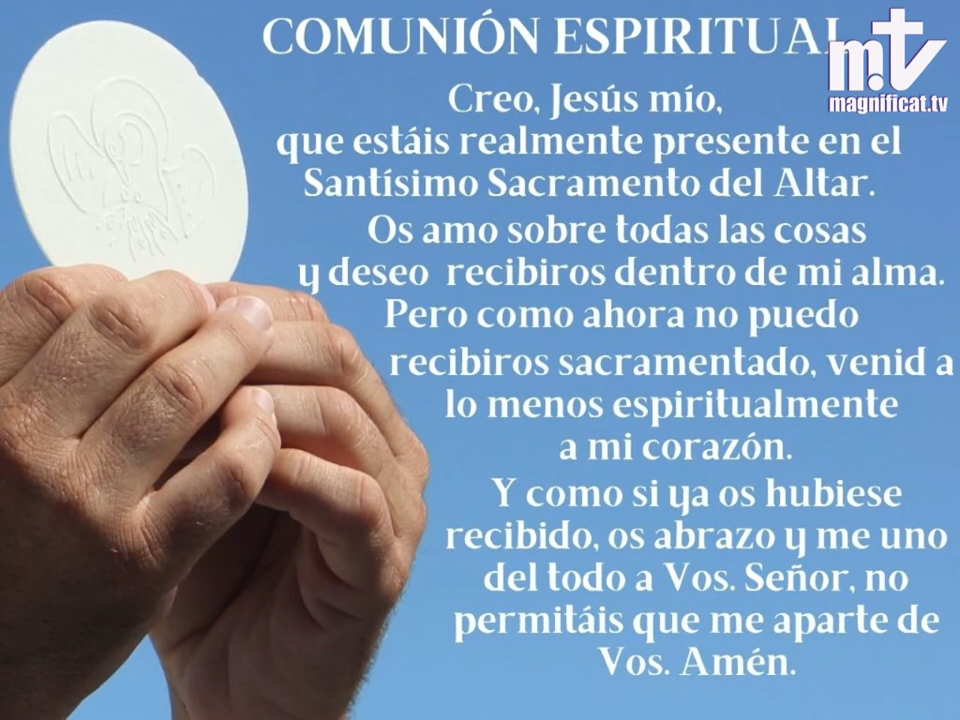 COMUNIÓN ESPIRITUAL
m.tv
magnificat.tv
Creo, Jesús mío,
que estáis realmente presente en el
Santísimo Sacramento del Altar.
Os amo sobre todas las cosas
y deseo recibiros dentro de mi alma.
Pero como ahora no puedo
recibiros sacramentado, venid a
lo menos espiritualmente
a mi corazón.
Y como si ya os hubiese
recibido, os abrazo y me uno
del todo a Vos. Señor, no
permitáis que me aparte de
Vos. Amén.